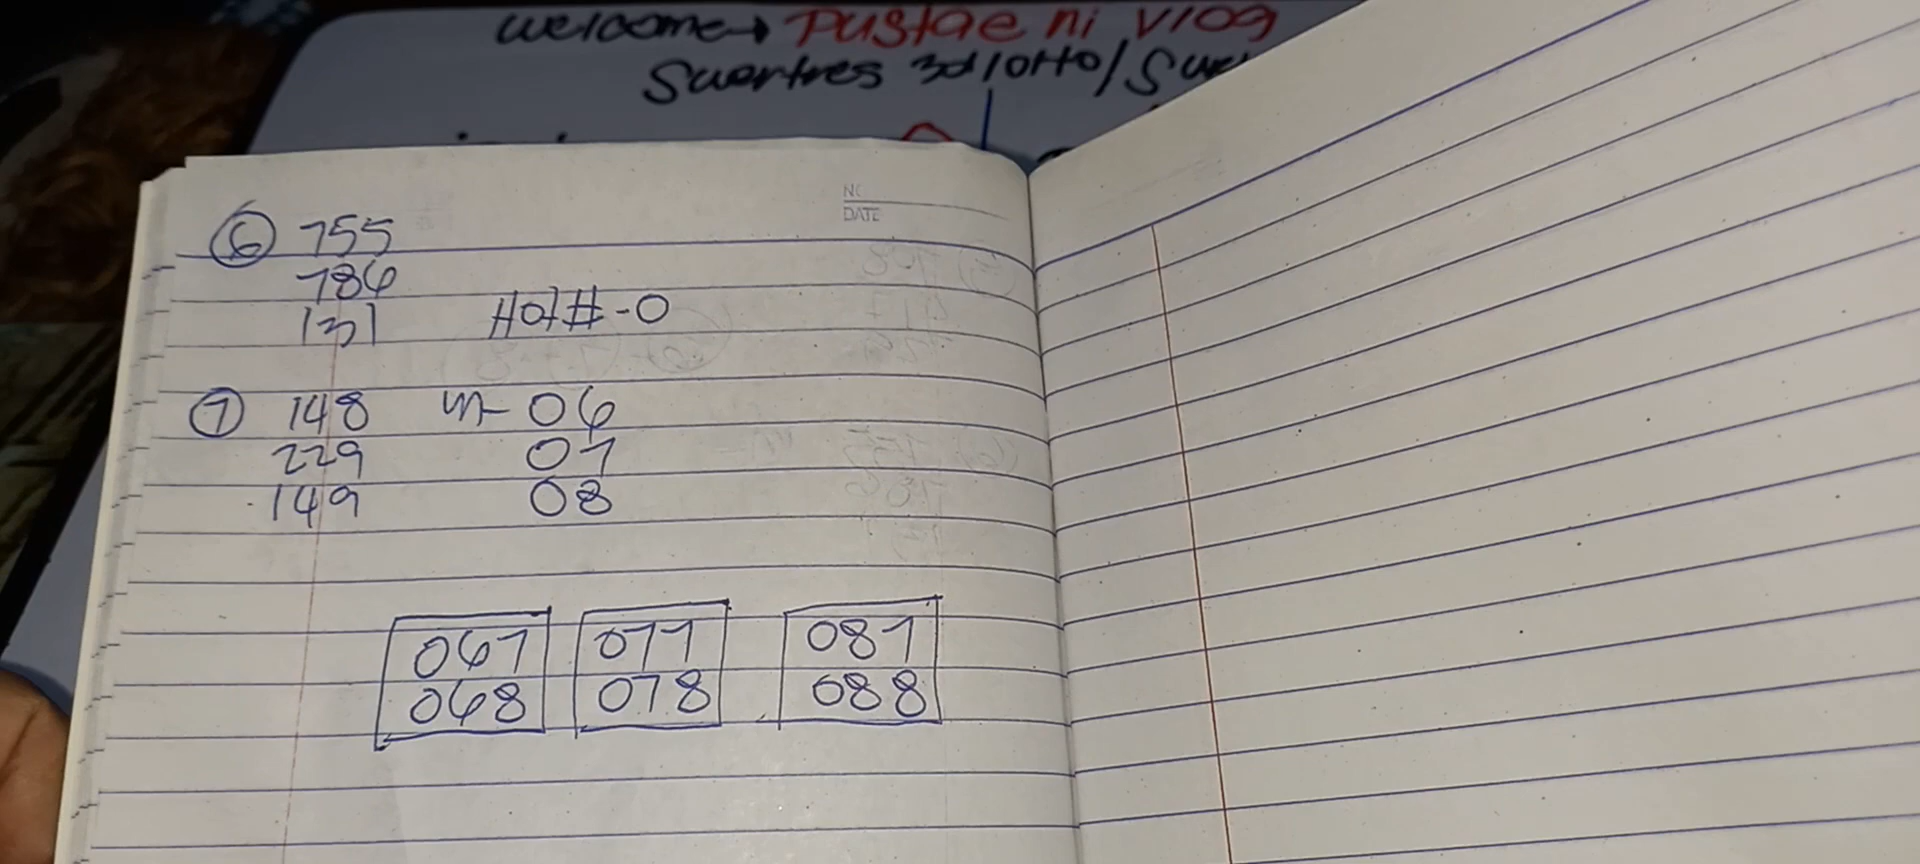 welcome→ Pustae ni Vlog
Suertres 3d lotto/
NO
DATE
⑥ 755
786
131 Hot#-0
⑦ 148 m- 06
229 07
149 08
067 077 087
068 078 088